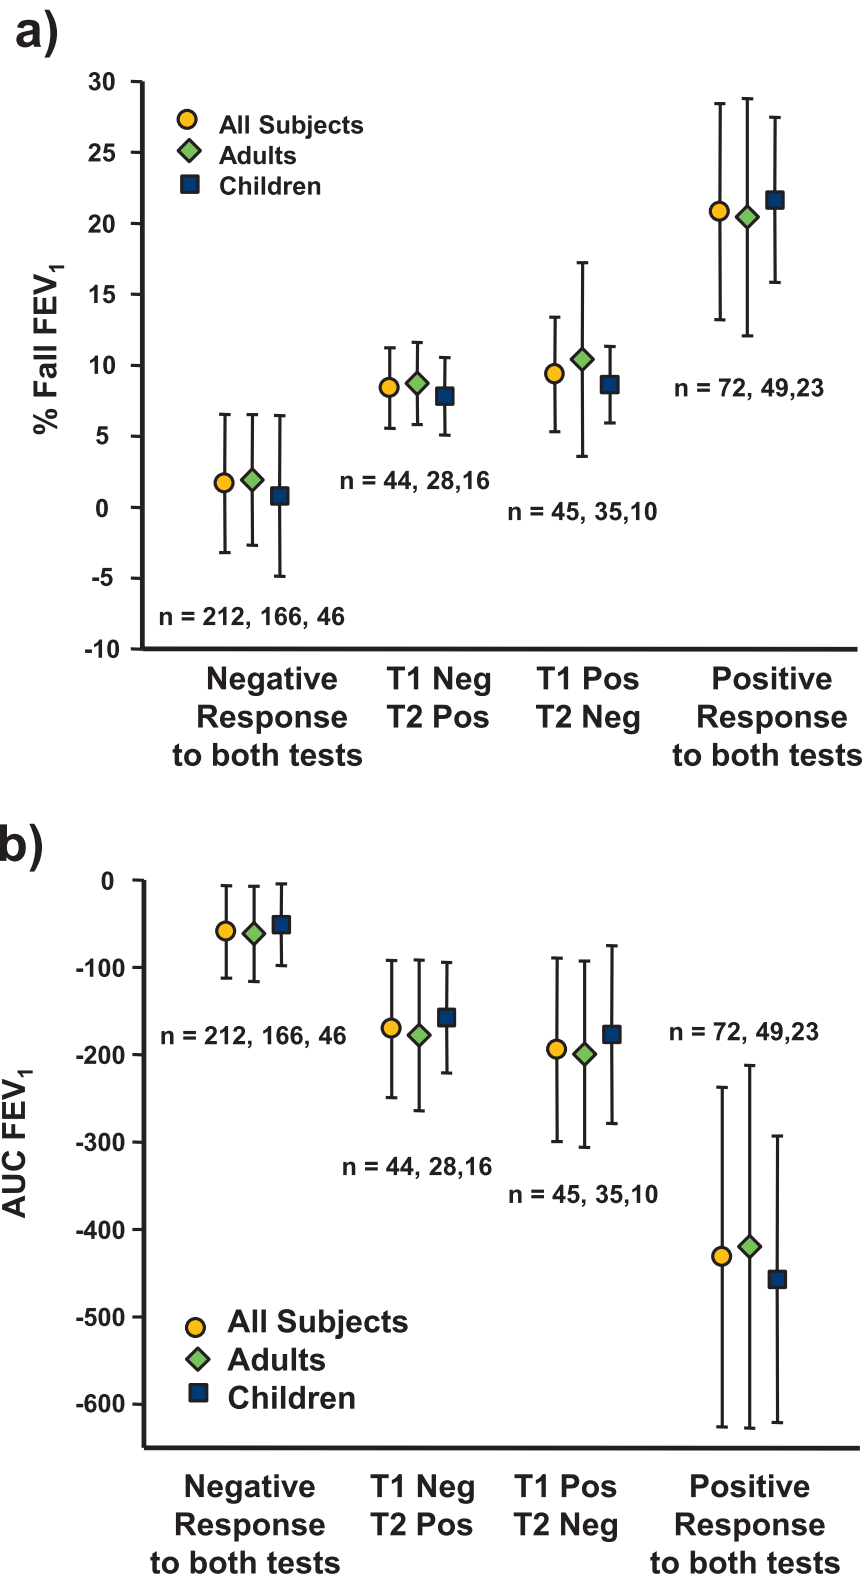 a)
30
25
20
15
10
5
0
-5
-10
% Fall FEV1
All Subjects
Adults
Children
n = 212, 166, 46
n = 44, 28,16
n = 45, 35,10
n = 72, 49,23
Negative
Response
to both tests
T1 Neg
T2 Pos
T1 Pos
T2 Neg
Positive
Response
to both tests
b)
0
-100
-200
-300
-400
-500
-600
AUC FEV1
n = 212, 166, 46
n = 44, 28,16
n = 45, 35,10
n = 72, 49,23
All Subjects
Adults
Children
Negative
Response
to both tests
T1 Neg
T2 Pos
T1 Pos
T2 Neg
Positive
Response
to both tests